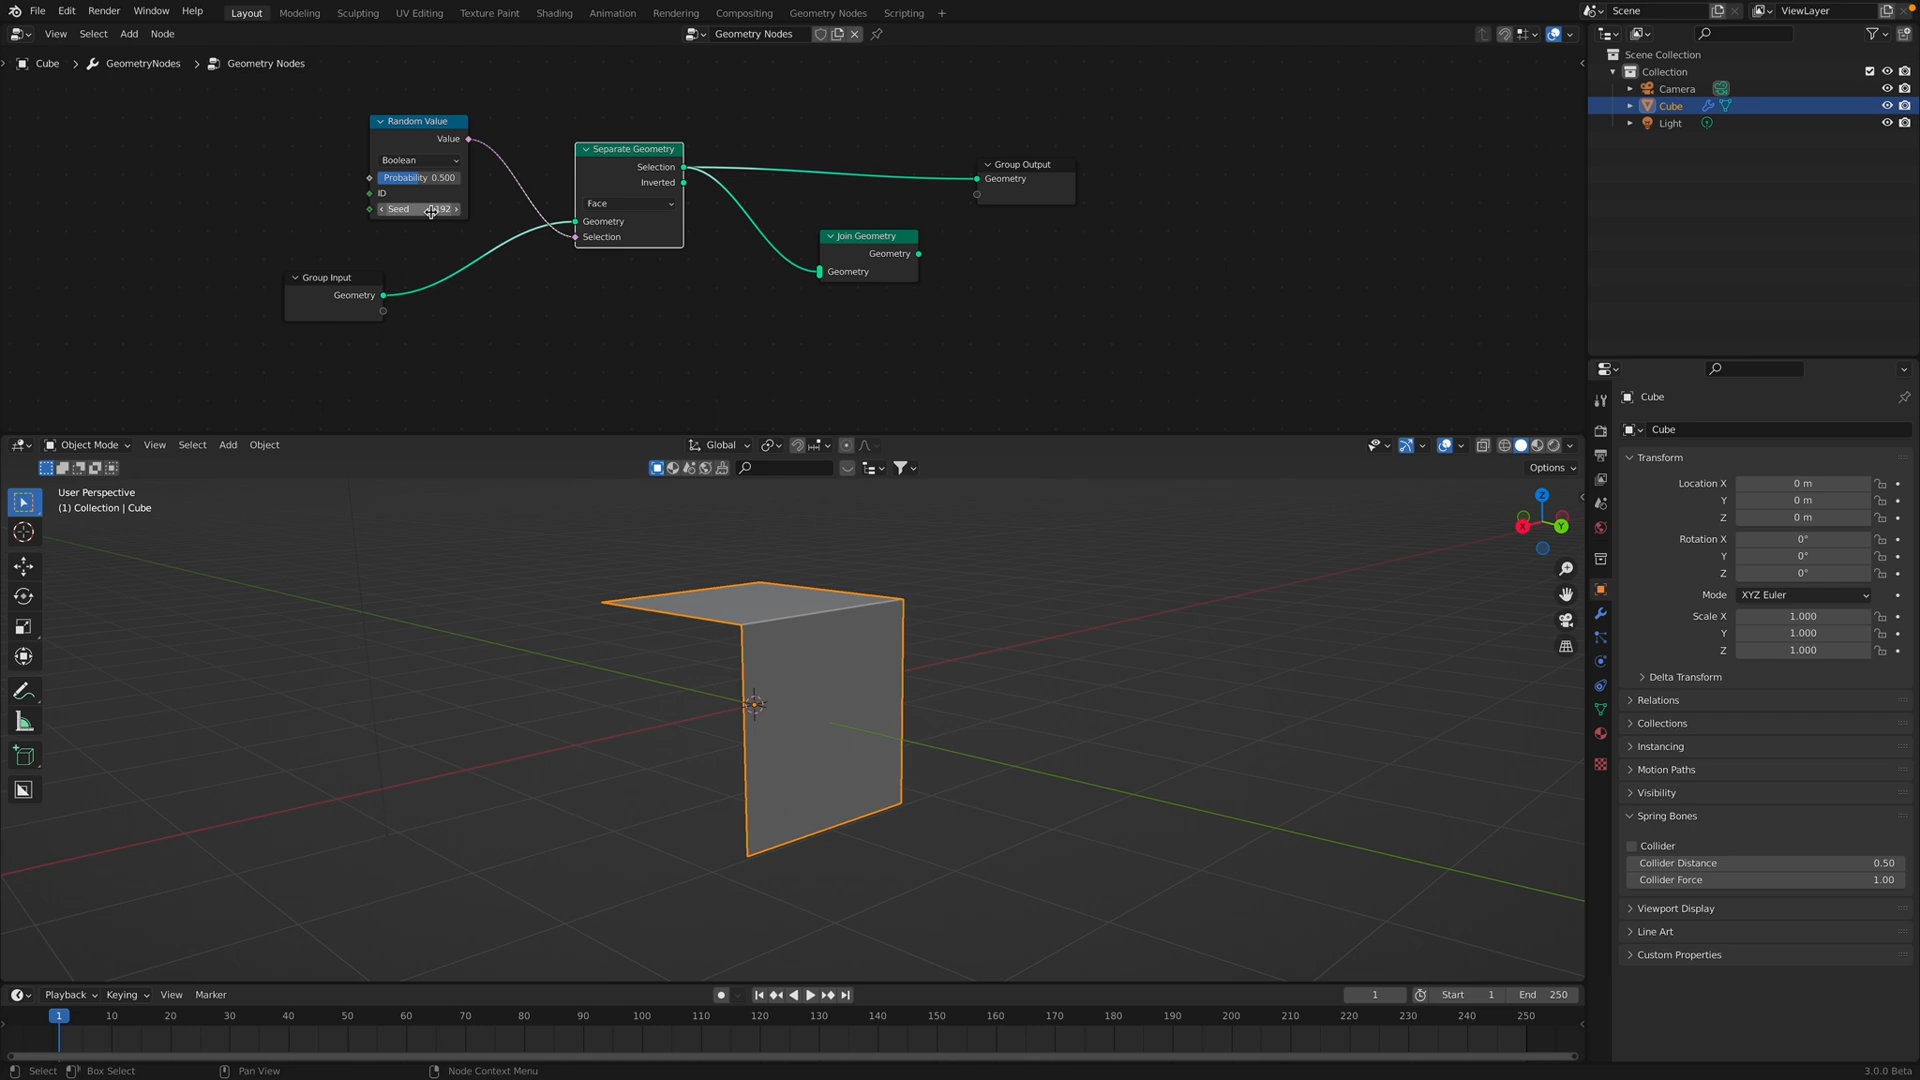 File Edit Render Window Help Layout Modeling Sculpting UV Editing Texture Paint Shading Animation Rendering Compositing Geometry Nodes Scripting + Scene ViewLayer
View Select Add Node Geometry Nodes
Cube GeometryNodes Geometry Nodes
Scene Collection
Collection
Camera
Cube
Light
Random Value
Value
Boolean
Probability 0.500
ID
Seed
Group Input
Geometry
Separate Geometry
Selection
Inverted
Face
Geometry
Selection
Join Geometry
Geometry
Geometry
Group Output
Geometry
Object Mode View Select Add Object Global
Options
User Perspective
(1) Collection | Cube
Z
X
Y
Cube
Cube
Transform
Location X 0 m
Y 0 m
Z 0 m
Rotation X 0°
Y 0°
Z 0°
Mode XYZ Euler
Scale X 1.000
Y 1.000
Z 1.000
Delta Transform
Relations
Collections
Instancing
Motion Paths
Visibility
Spring Bones
Collider
Collider Distance 0.50
Collider Force 1.00
Viewport Display
Line Art
Custom Properties
Playback Keying View Marker 1 Start 1 End 250
1 10 20 30 40 50 60 70 80 90 100 110 120 130 140 150 160 170 180 190 200 210 220 230 240 250
Select Box Select Pan View Node Context Menu 3.0.0 Beta